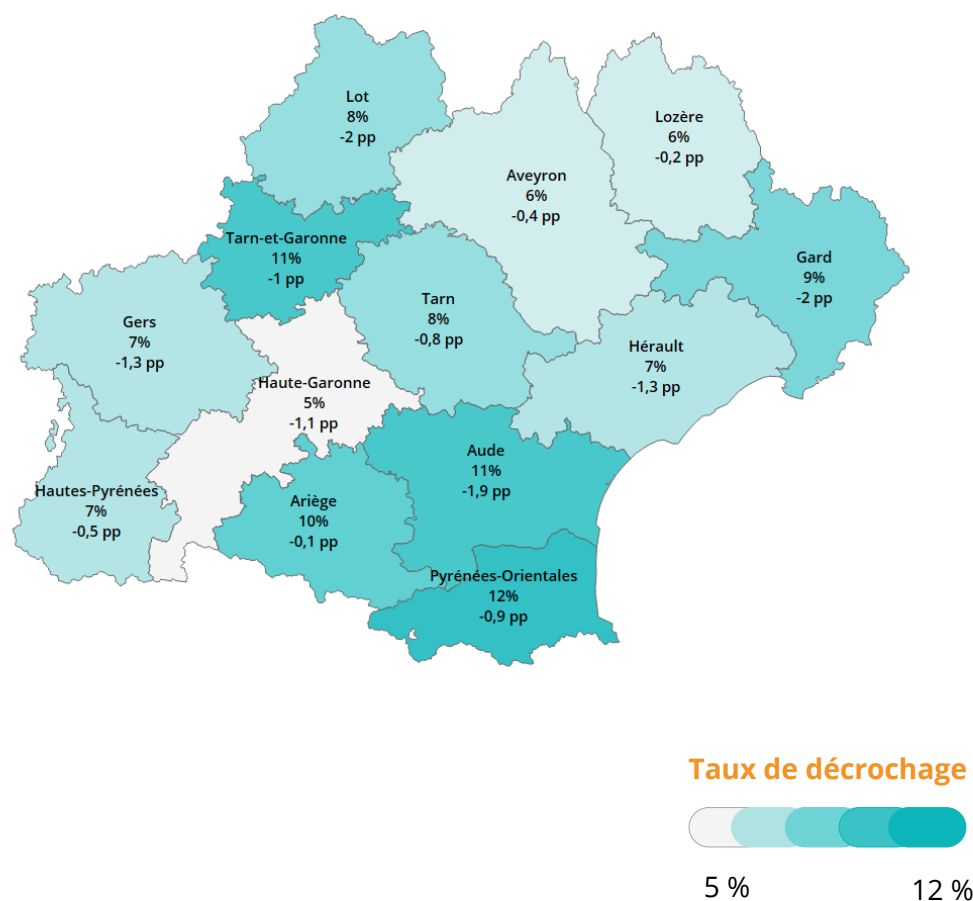 Lot
8%
-2 pp
Lozère
6%
-0,2 pp
Aveyron
6%
-0,4 pp
Tarn-et-Garonne
11%
-1 pp
Gard
9%
-2 pp
Tarn
8%
-0,8 pp
Gers
7%
-1,3 pp
Hérault
7%
-1,3 pp
Haute-Garonne
5%
-1,1 pp
Aude
11%
-1,9 pp
Hautes-Pyrénées
7%
-0,5 pp
Ariège
10%
-0,1 pp
Pyrénées-Orientales
12%
-0,9 pp
Taux de décrochage
5 %
12 %